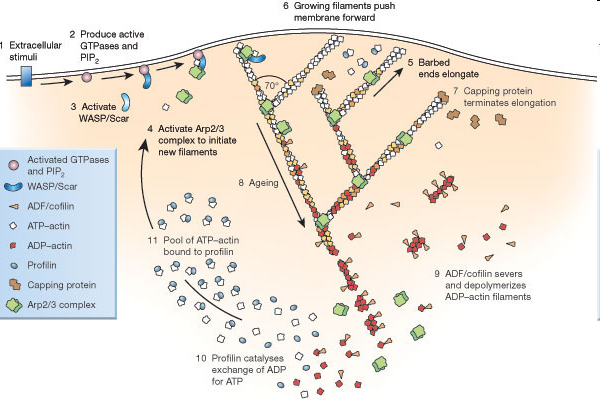 6 Growing filaments push
membrane forward
1 Extracellular
stimuli
2 Produce active
GTPases and
PIP2
3 Activate
WASP/Scar
4 Activate Arp2/3
complex to initiate
new filaments
70°
5 Barbed
ends elongate
7 Capping protein
terminates elongation
8 Ageing
9 ADF/cofilin severs
and depolymerizes
ADP–actin filaments
10 Profilin catalyses
exchange of ADP
for ATP
11 Pool of ATP–actin
bound to profilin
Activated GTPases
and PIP2
WASP/Scar
ADF/cofilin
ATP–actin
ADP–actin
Profilin
Capping protein
Arp2/3 complex